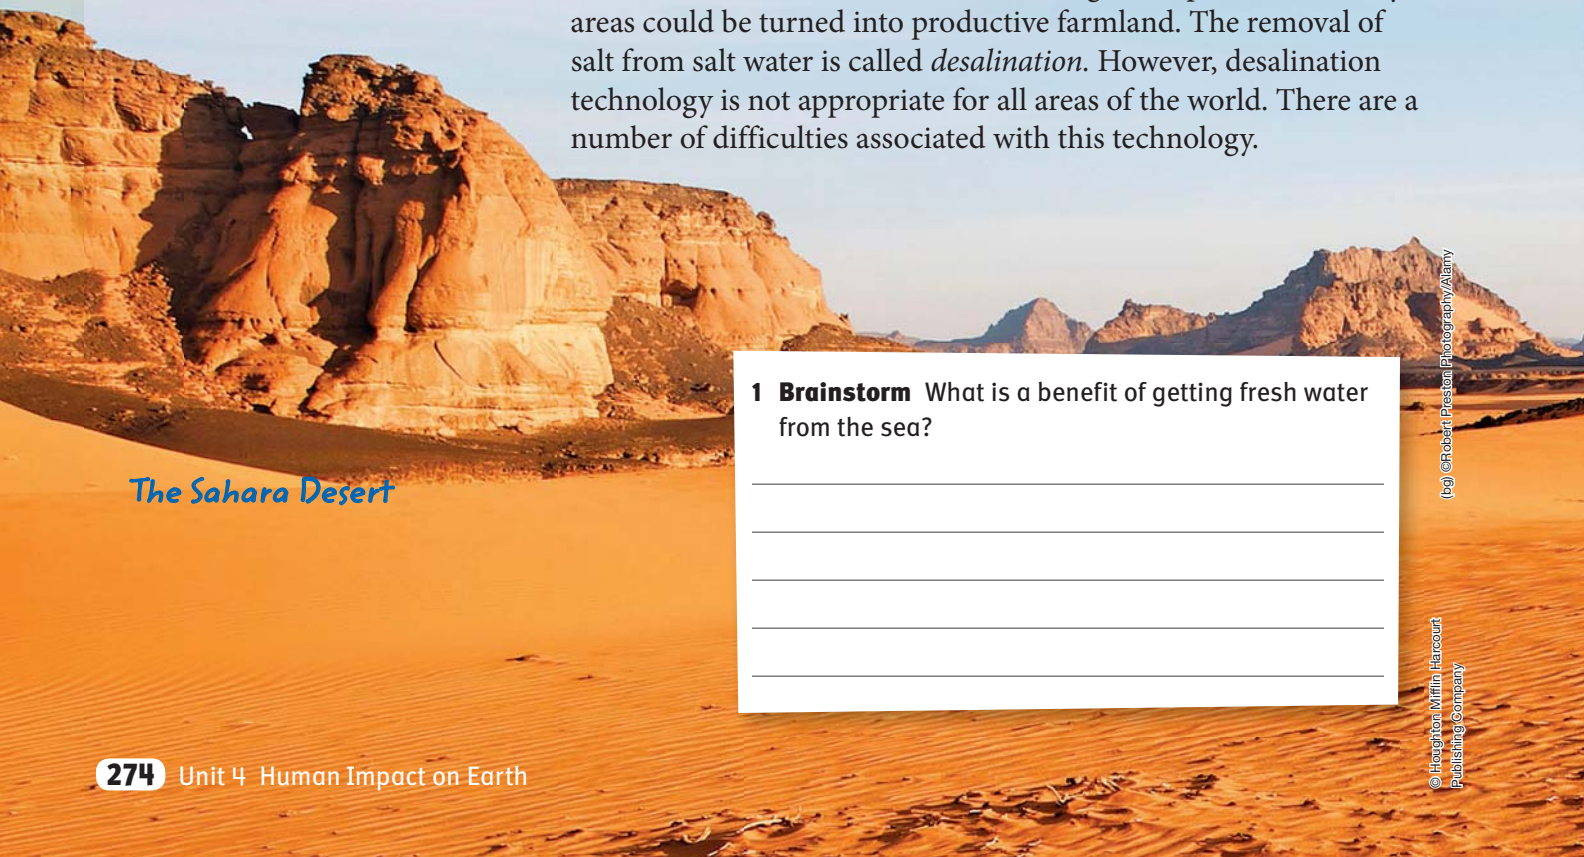 areas could be turned into productive farmland. The removal of
salt from salt water is called desalination. However, desalination
technology is not appropriate for all areas of the world. There are a
number of difficulties associated with this technology.
1 Brainstorm What is a benefit of getting fresh water
from the sea?
The Sahara Desert
274 Unit 4 Human Impact on Earth
(bg) ©Robert Preston Photography/Alamy
© Houghton Mifflin Harcourt
Publishing Company